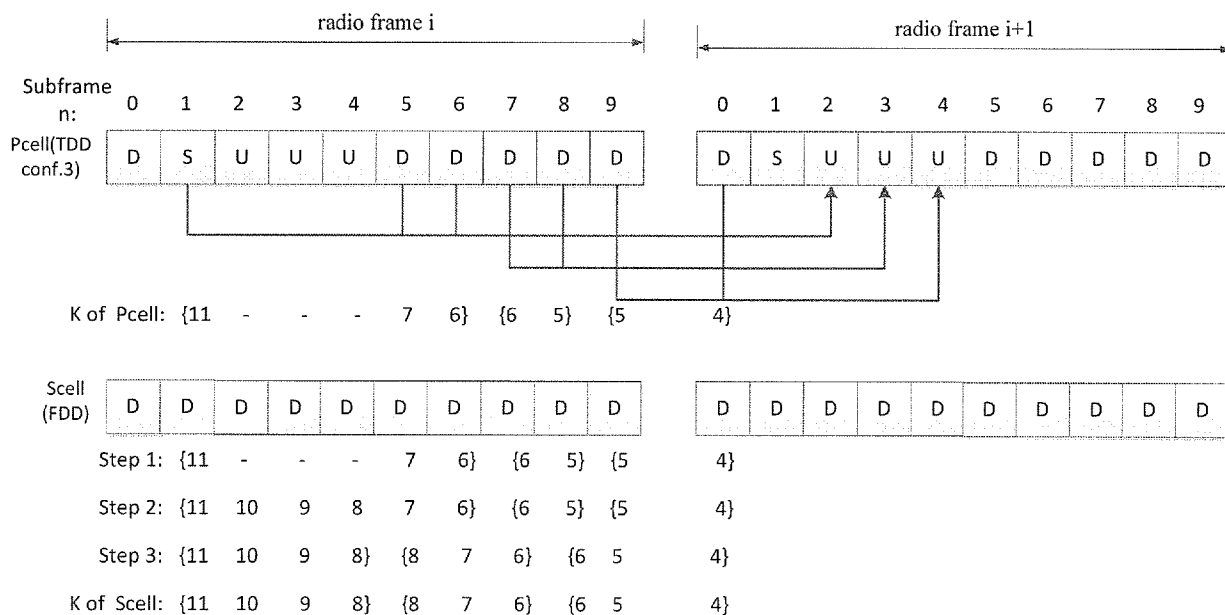 radio frame i
radio frame i+1
Subframe n: 0 1 2 3 4 5 6 7 8 9 0 1 2 3 4 5 6 7 8 9
Pcell(TDD conf.3) D S U U U D D D D D D S U U U D D D D D
K of Pcell: {11 - - - 7 6} {6 5} {5 4}
Scell (FDD) D D D D D D D D D D D D D D D D D D D D
Step 1: {11 - - - 7 6} {6 5} {5 4}
Step 2: {11 10 9 8 7 6} {6 5} {5 4}
Step 3: {11 10 9 8} {8 7 6} {6 5 4}
K of Scell: {11 10 9 8} {8 7 6} {6 5 4}